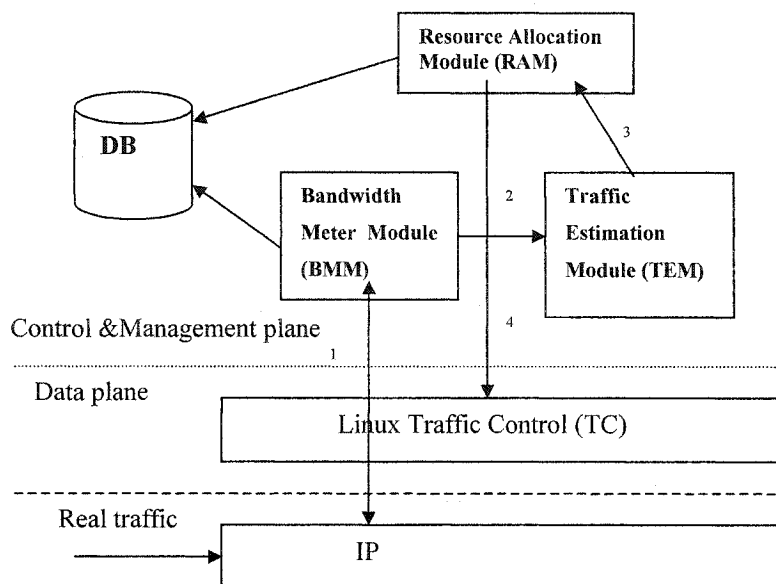 Resource Allocation
Module (RAM)
DB
3
Bandwidth
Meter Module
(BMM)
2
Traffic
Estimation
Module (TEM)
Control &Management plane
1
4
Data plane
Linux Traffic Control (TC)
Real traffic
IP